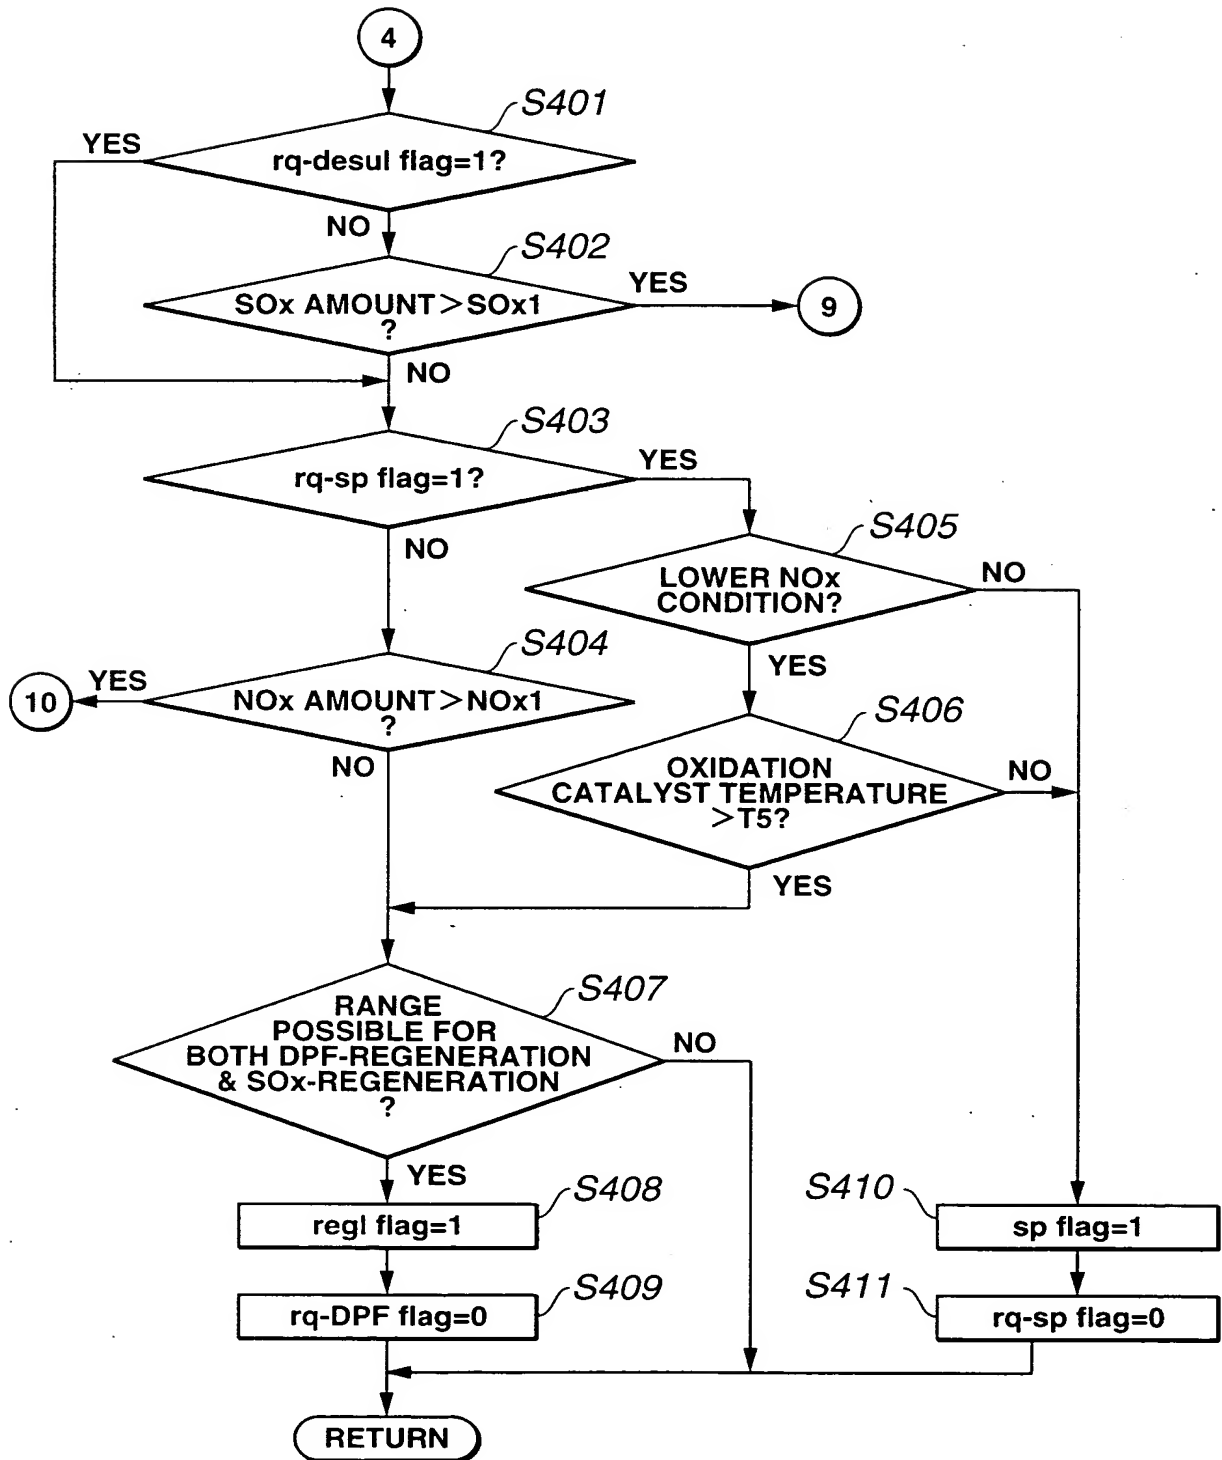 4
S401
YES
rq-desul flag=1?
NO
S402
YES
SOx AMOUNT>SOx1
?
9
NO
S403
YES
rq-sp flag=1?
NO
S405
LOWER NOx
CONDITION?
NO
YES
S404
YES
10
NOx AMOUNT>NOx1
?
NO
S406
OXIDATION
CATALYST TEMPERATURE
>T5?
NO
YES
S407
RANGE
POSSIBLE FOR
BOTH DPF-REGENERATION
& SOx-REGENERATION
?
NO
YES
S408
regl flag=1
S410
sp flag=1
S409
rq-DPF flag=0
S411
rq-sp flag=0
RETURN